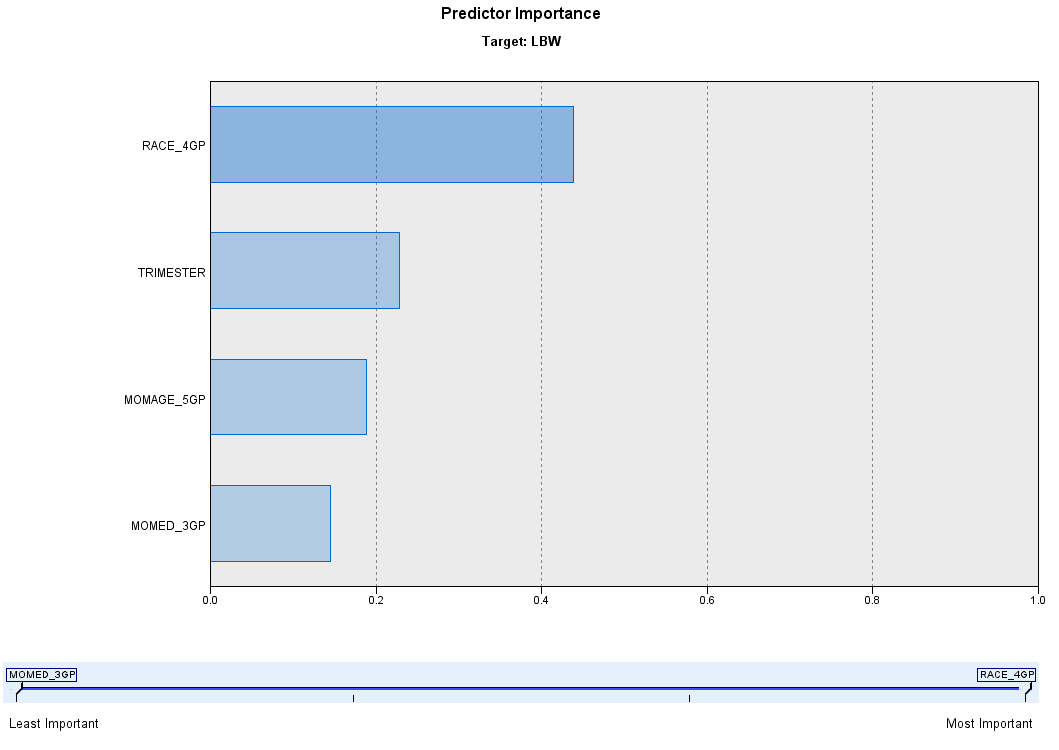 Predictor Importance
Target: LBW
RACE_4GP
TRIMESTER
MOMAGE_5GP
MOMED_3GP
0.0 0.2 0.4 0.6 0.8 1.0
MOMED_3GP RACE_4GP
Least Important Most Important